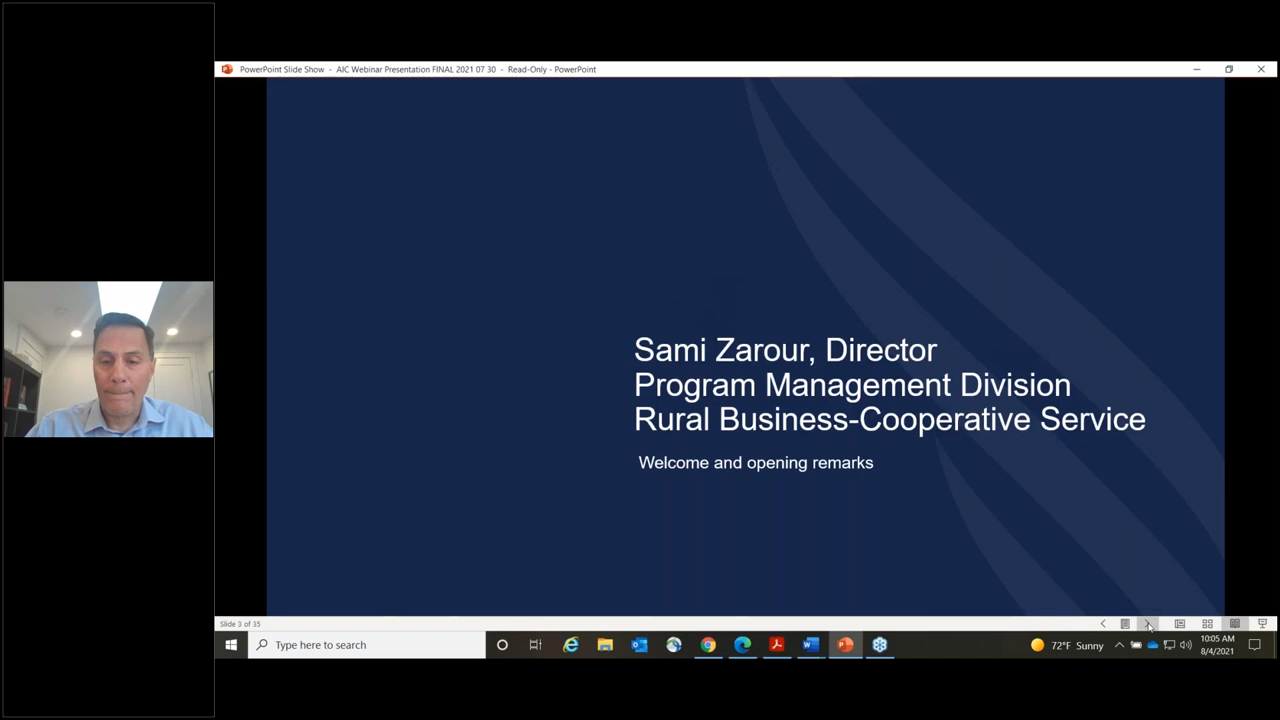 PowerPoint Slide Show - AIC Webinar Presentation FINAL 2021 07 30 - Read-Only - PowerPoint
Sami Zarour, Director
Program Management Division
Rural Business-Cooperative Service
Welcome and opening remarks
Slide 3 of 35
Type here to search
72°F Sunny
10:05 AM
8/4/2021